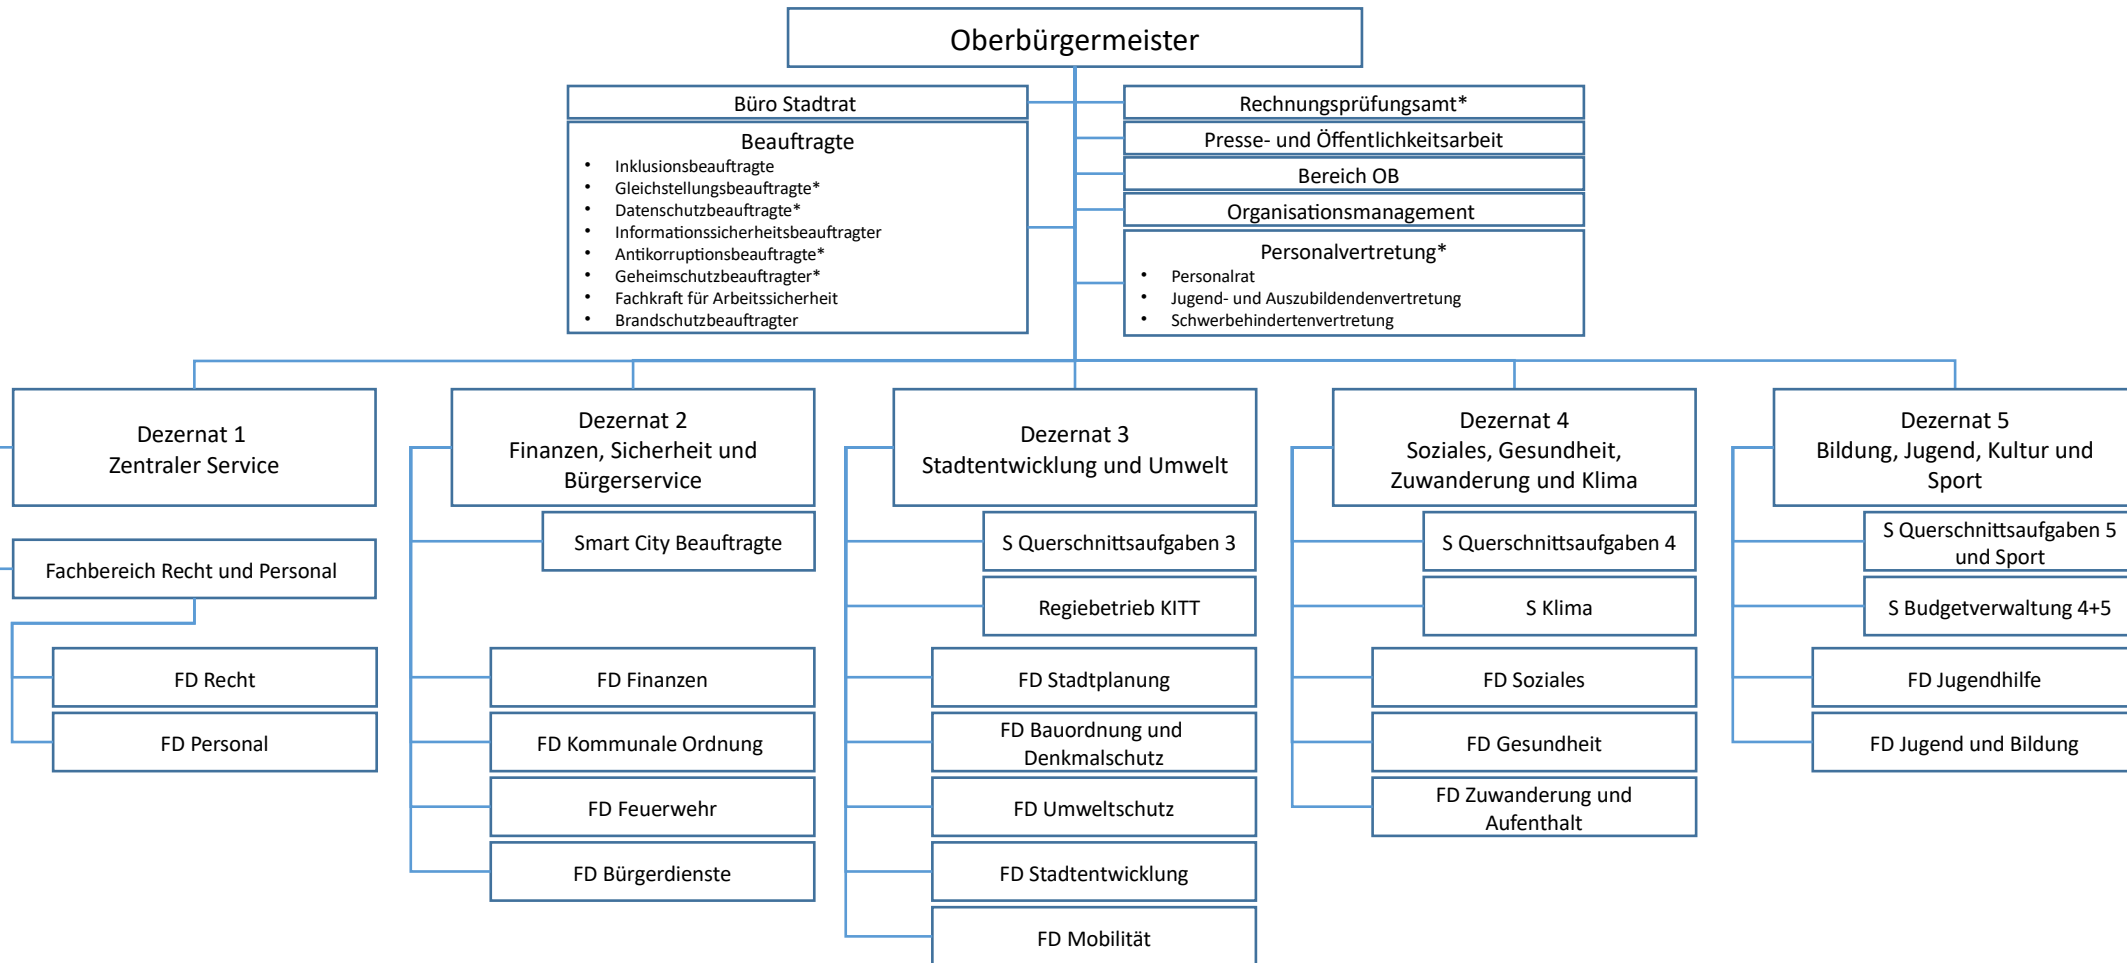 Oberbürgermeister
Büro Stadtrat
Beauftragte
• Inklusionsbeauftragte
• Gleichstellungsbeauftragte*
• Datenschutzbeauftragte*
• Informationssicherheitsbeauftragter
• Antikorruptionsbeauftragte*
• Geheimschutzbeauftragter*
• Fachkraft für Arbeitssicherheit
• Brandschutzbeauftragter
Rechnungsprüfungsamt*
Presse- und Öffentlichkeitsarbeit
Bereich OB
Organisationsmanagement
Personalvertretung*
• Personalrat
• Jugend- und Auszubildendenvertretung
• Schwerbehindertenvertretung
Dezernat 1
Zentraler Service
Fachbereich Recht und Personal
FD Recht
FD Personal
Dezernat 2
Finanzen, Sicherheit und
Bürgerservice
Smart City Beauftragte
FD Finanzen
FD Kommunale Ordnung
FD Feuerwehr
FD Bürgerdienste
Dezernat 3
Stadtentwicklung und Umwelt
S Querschnittsaufgaben 3
Regiebetrieb KITT
FD Stadtplanung
FD Bauordnung und
Denkmalschutz
FD Umweltschutz
FD Stadtentwicklung
FD Mobilität
Dezernat 4
Soziales, Gesundheit,
Zuwanderung und Klima
S Querschnittsaufgaben 4
S Klima
FD Soziales
FD Gesundheit
FD Zuwanderung und
Aufenthalt
Dezernat 5
Bildung, Jugend, Kultur und
Sport
S Querschnittsaufgaben 5
und Sport
S Budgetverwaltung 4+5
FD Jugendhilfe
FD Jugend und Bildung